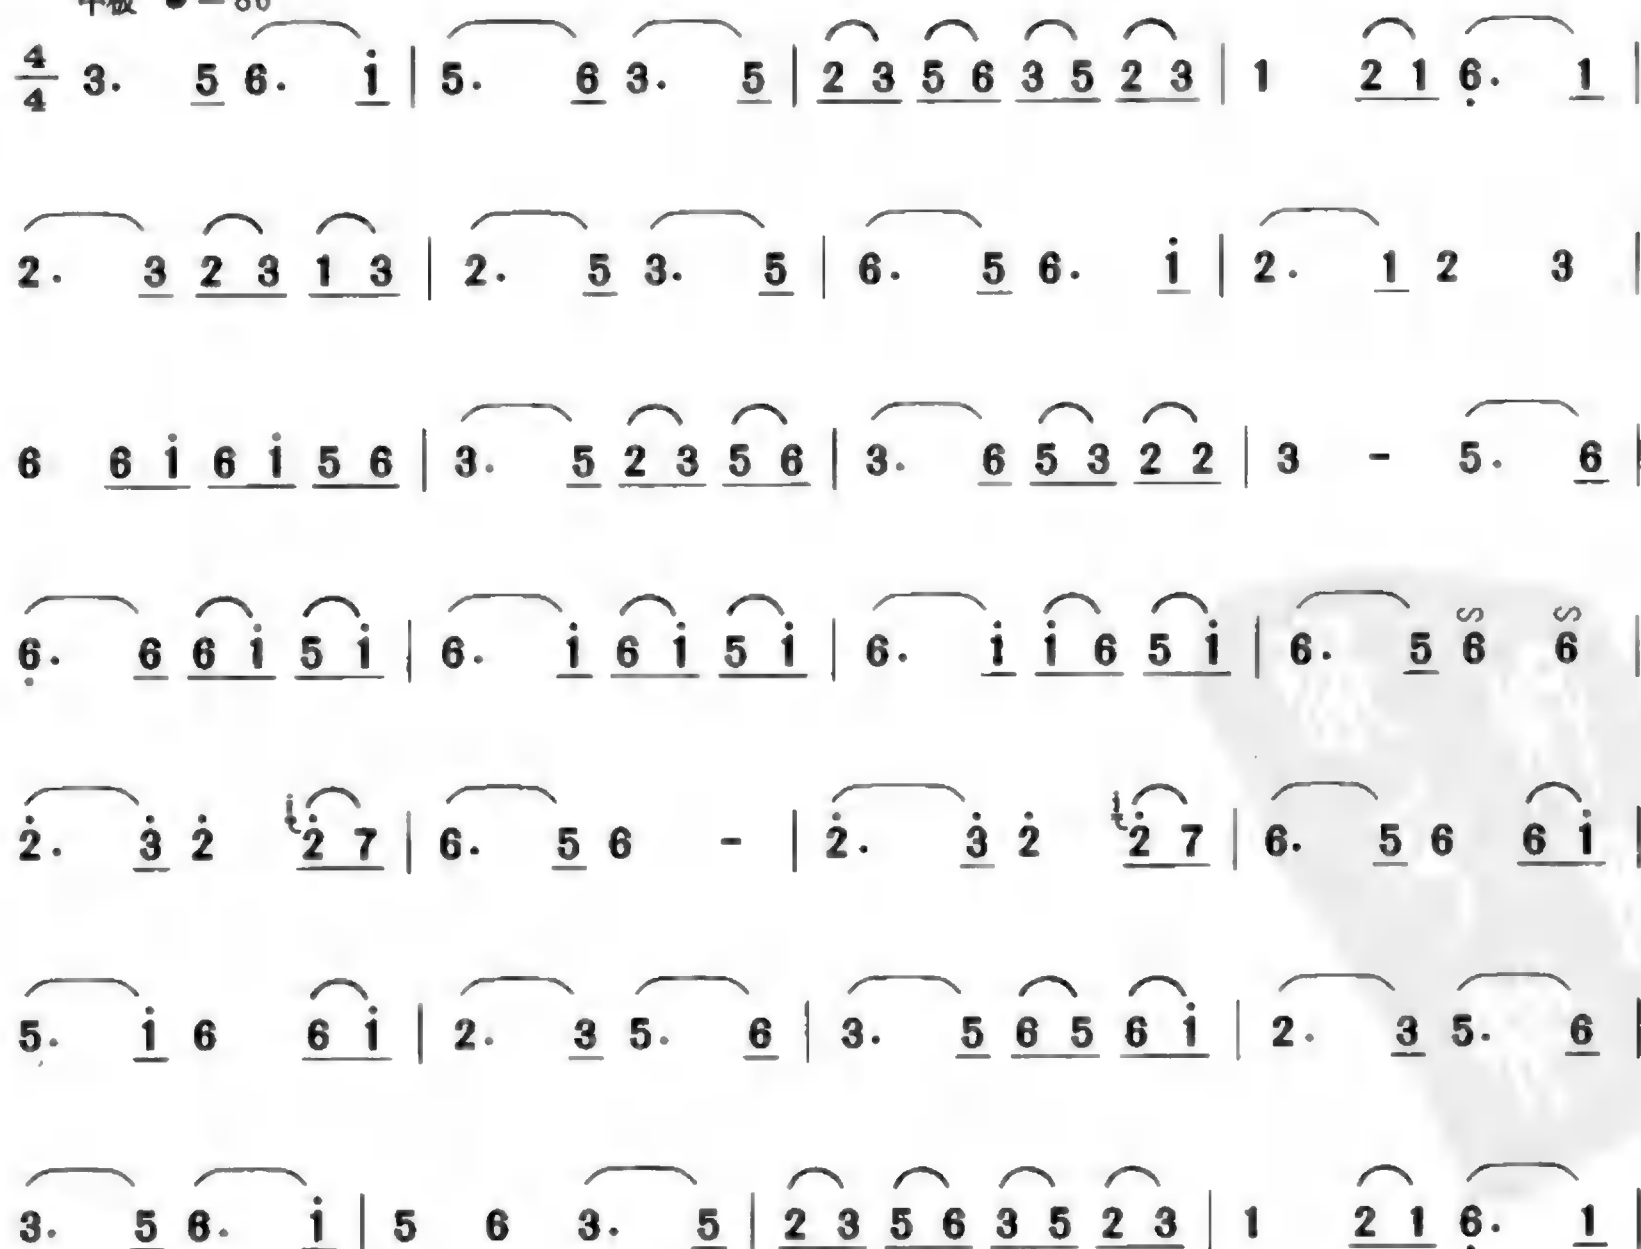 4/4 3. 5 6. i̇ | 5. 6 3. 5 | 2 3 5 6 3 5 2 3 | 1 2 1 6̣. 1 |
2. 3 2 3 1 3 | 2. 5 3. 5 | 6. 5 6. i̇ | 2. 1 2 3 |
6 6 i̇ 6 i̇ 5 6 | 3. 5 2 3 5 6 | 3. 6 5 3 2 2 | 3 - 5. 6 |
6̣. 6 6 i̇ 5 i̇ | 6. i̇ 6 i̇ 5 i̇ | 6. i̇ i̇ 6 5 i̇ | 6. 5 6 6 |
2̇. 3̇ 2̇ i̇ 2̇ 7 | 6. 5 6 - | 2̇. 3̇ 2̇ i̇ 2̇ 7 | 6. 5 6 6 i̇ |
5. i̇ 6 6 i̇ | 2. 3 5. 6 | 3. 5 6 5 6 i̇ | 2. 3 5. 6 |
3. 5 6. i̇ | 5 6 3. 5 | 2 3 5 6 3 5 2 3 | 1 2 1 6̣. 1